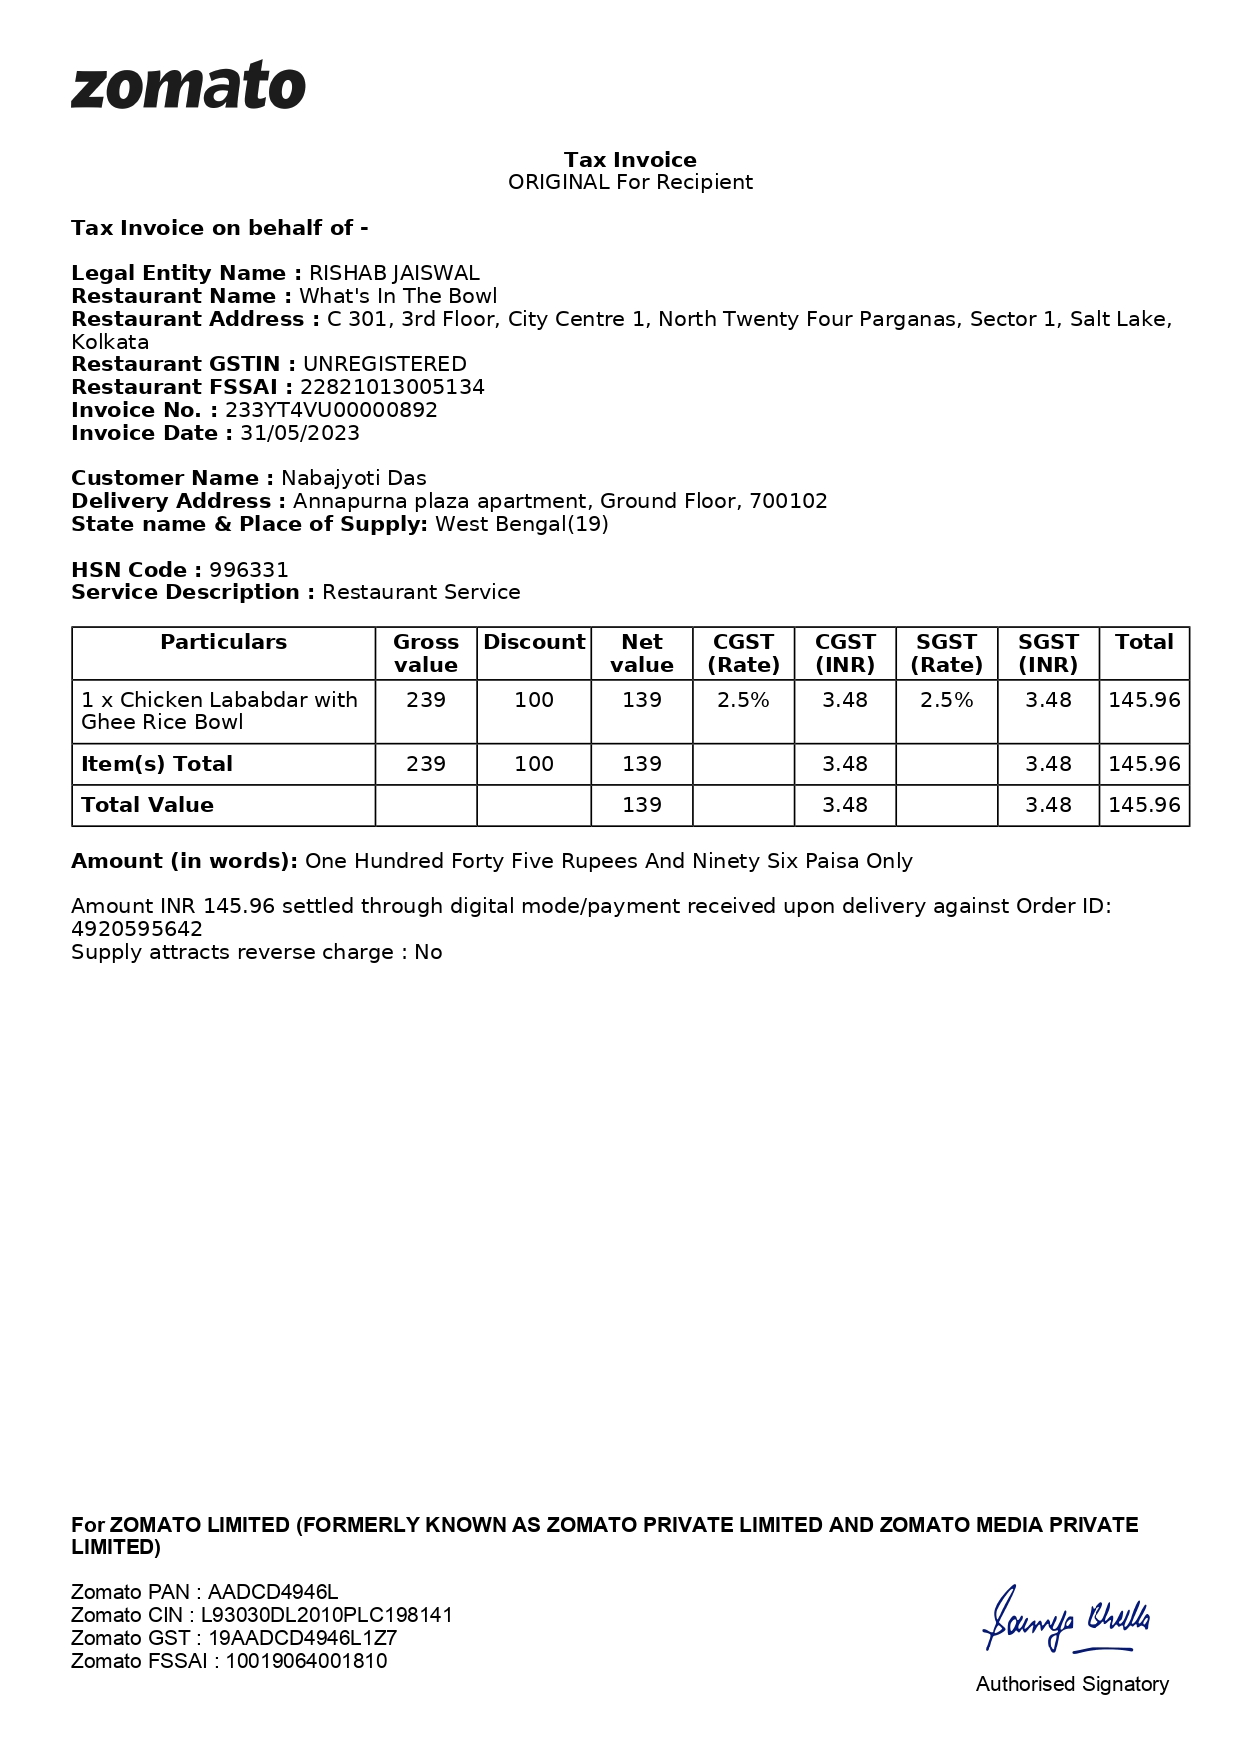 zomato
Tax Invoice
ORIGINAL For Recipient
Tax Invoice on behalf of -
Legal Entity Name : RISHAB JAISWAL
Restaurant Name : What's In The Bowl
Restaurant Address : C 301, 3rd Floor, City Centre 1, North Twenty Four Parganas, Sector 1, Salt Lake,
Kolkata
Restaurant GSTIN : UNREGISTERED
Restaurant FSSAI : 22821013005134
Invoice No. : 233YT4VU00000892
Invoice Date : 31/05/2023
Customer Name : Nabajyoti Das
Delivery Address : Annapurna plaza apartment, Ground Floor, 700102
State name & Place of Supply: West Bengal(19)
HSN Code : 996331
Service Description : Restaurant Service
Particulars Gross Discount Net CGST CGST SGST SGST Total
value value (Rate) (INR) (Rate) (INR)
1 x Chicken Lababdar with 239 100 139 2.5% 3.48 2.5% 3.48 145.96
Ghee Rice Bowl
Item(s) Total 239 100 139 3.48 3.48 145.96
Total Value 139 3.48 3.48 145.96
Amount (in words): One Hundred Forty Five Rupees And Ninety Six Paisa Only
Amount INR 145.96 settled through digital mode/payment received upon delivery against Order ID:
4920595642
Supply attracts reverse charge : No
For ZOMATO LIMITED (FORMERLY KNOWN AS ZOMATO PRIVATE LIMITED AND ZOMATO MEDIA PRIVATE
LIMITED)
Zomato PAN : AADCD4946L
Zomato CIN : L93030DL2010PLC198141
Zomato GST : 19AADCD4946L1Z7
Zomato FSSAI : 10019064001810
Authorised Signatory